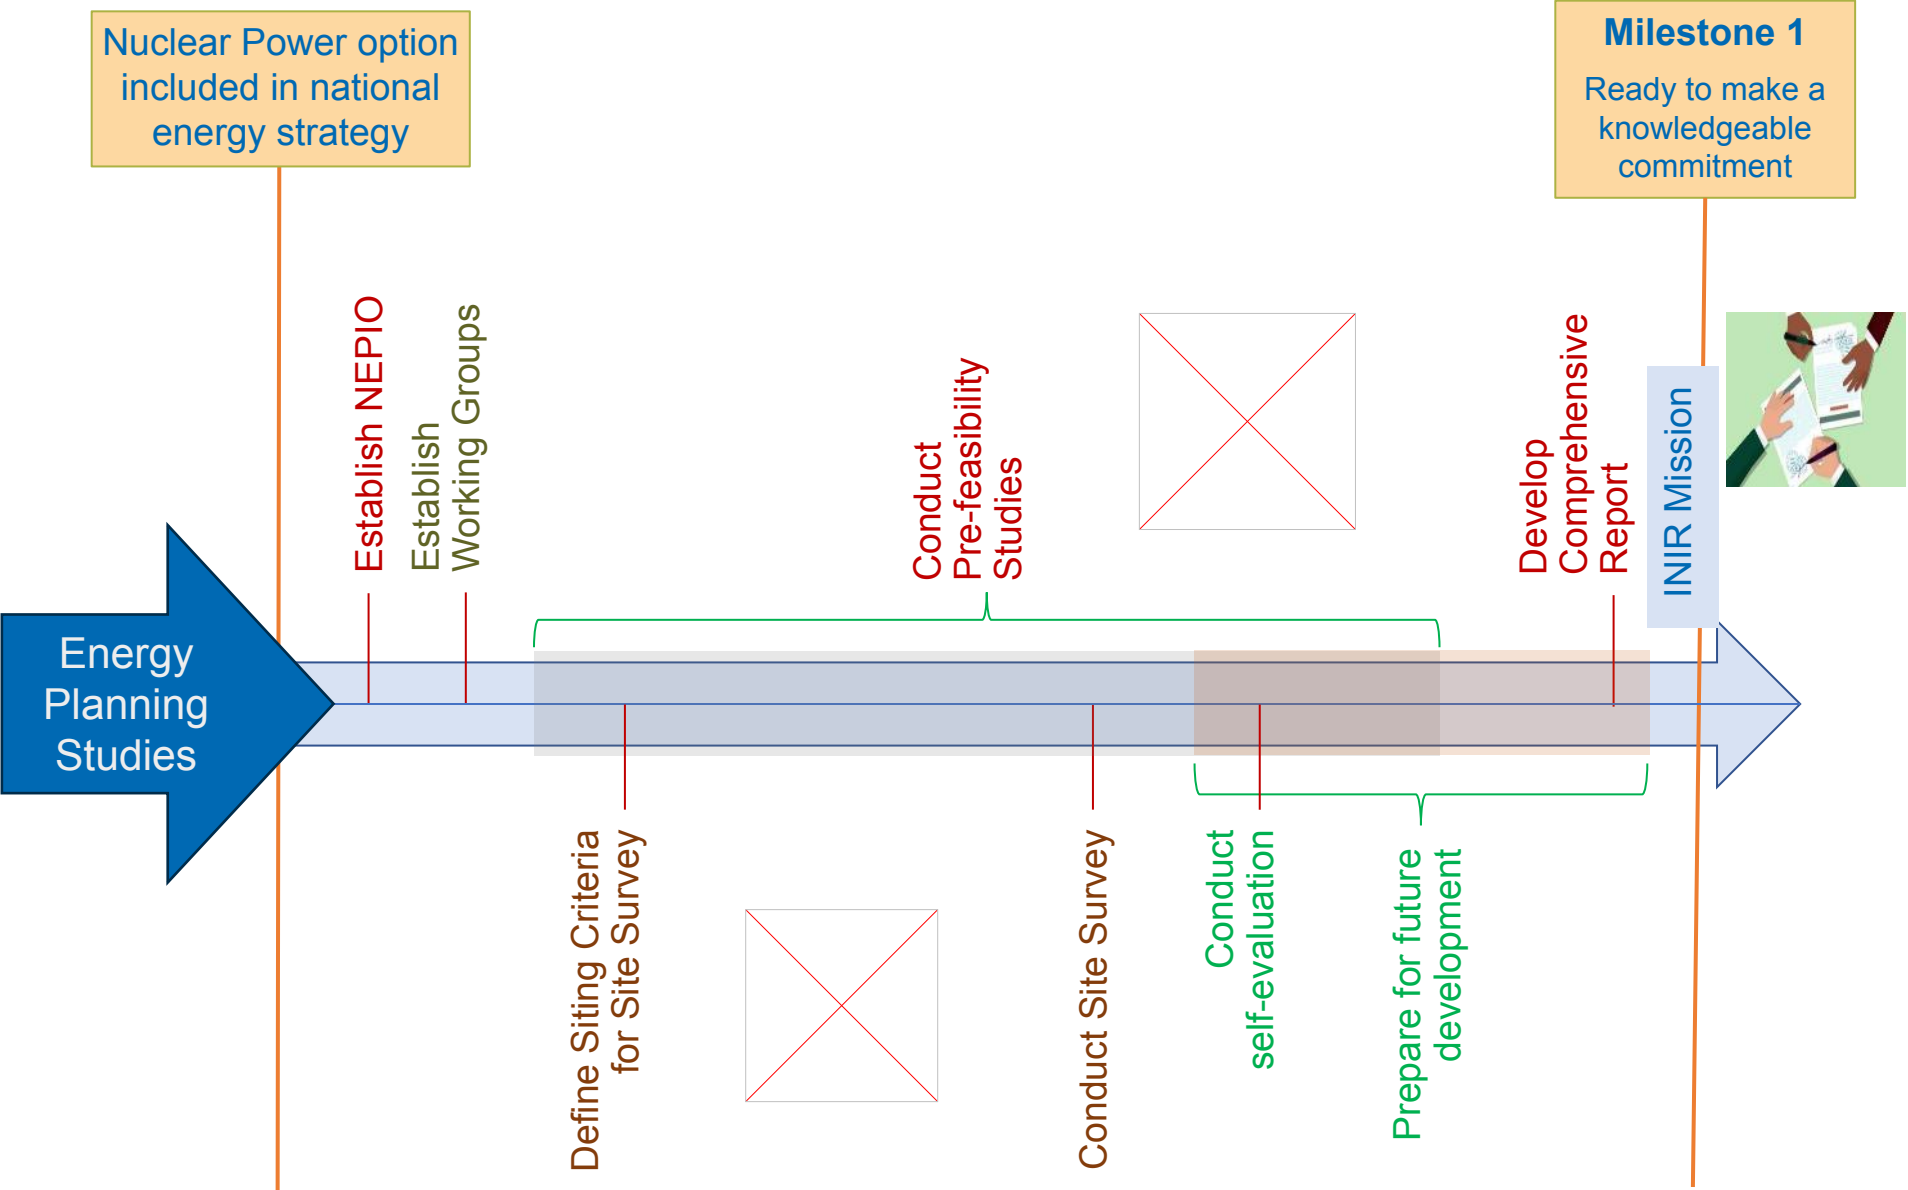 Nuclear Power option
included in national
energy strategy
Milestone 1
Ready to make a
knowledgeable
commitment
Establish NEPIO
Establish
Working Groups
Conduct
Pre-feasibility
Studies
Develop
Comprehensive
Report
INIR Mission
Energy
Planning
Studies
Define Siting Criteria
for Site Survey
Conduct Site Survey
Conduct
self-evaluation
Prepare for future
development